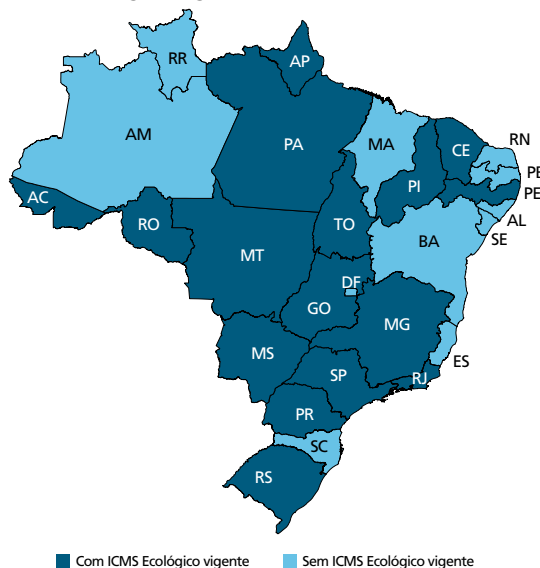 RR
AP
AM
PA
MA
CE
RN
PB
PE
PI
AC
AL
RO
TO
SE
BA
MT
DF
GO
MG
MS
ES
SP
RJ
PR
SC
RS
Com ICMS Ecológico vigente
Sem ICMS Ecológico vigente